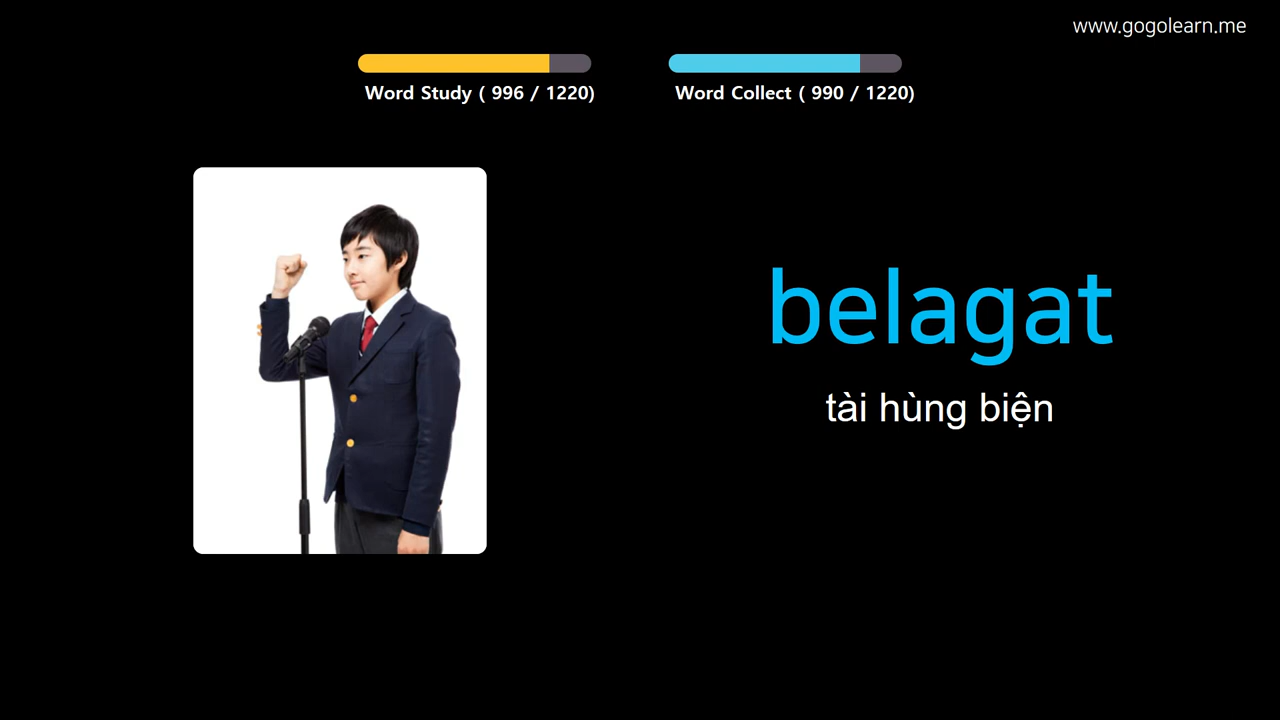 www.gogolearn.me
Word Study ( 996 / 1220)
Word Collect ( 990 / 1220)
belagat
tài hùng biện